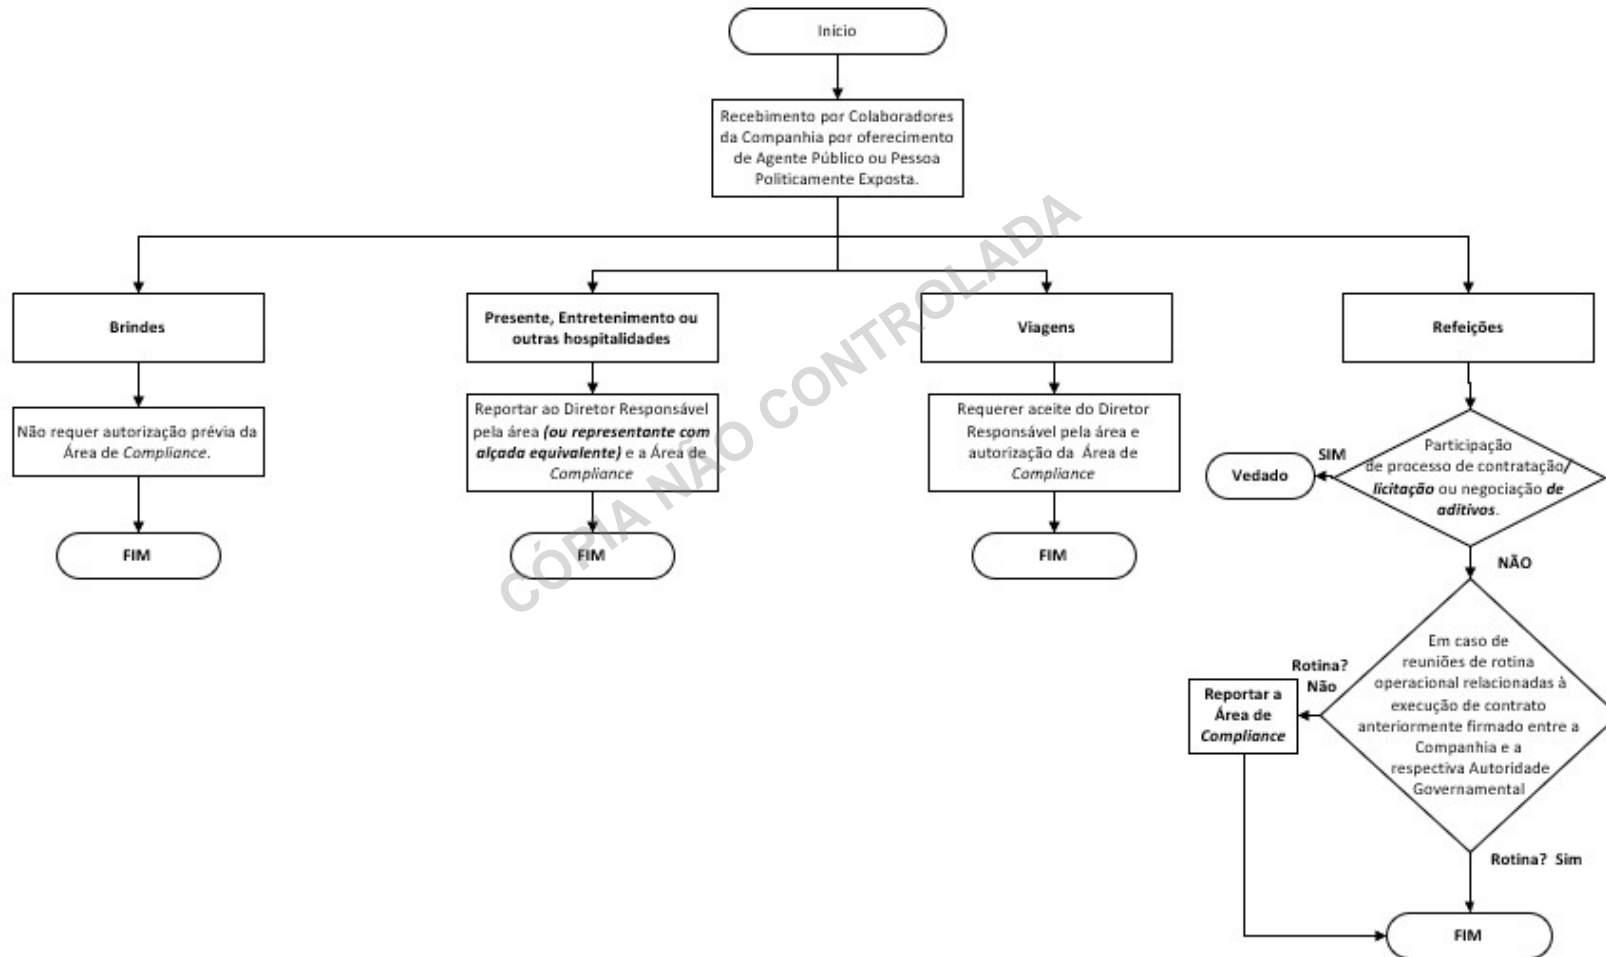 Início
Recebimento por Colaboradores
da Companhia por oferecimento
de Agente Público ou Pessoa
Politicamente Exposta.
Brindes
Não requer autorização prévia da
Área de Compliance.
FIM
Presente, Entretenimento ou
outras hospitalidades
Reportar ao Diretor Responsável
pela área (ou representante com
alçada equivalente) e a Área de
Compliance
FIM
Viagens
Requerer aceite do Diretor
Responsável pela área e
autorização da Área de
Compliance
FIM
Refeições
Participação
de processo de contratação/
licitação ou negociação de
aditivos.
SIM
Vedado
NÃO
Em caso de
reuniões de rotina
operacional relacionadas à
execução de contrato
anteriormente firmado entre a
Companhia e a
respectiva Autoridade
Governamental
Rotina?
Não
Reportar a
Área de
Compliance
Rotina? Sim
FIM
CÓPIA NÃO CONTROLADA